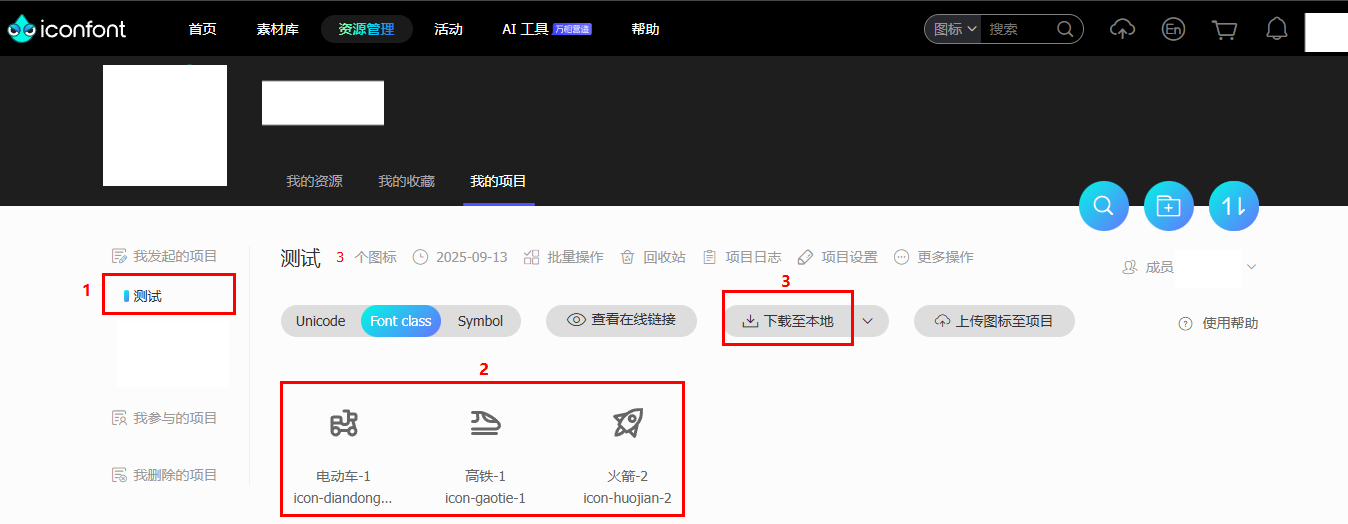 iconfont 首页 素材库 资源管理 活动 AI 工具 万相营造 帮助 图标 搜索 En
我的资源 我的收藏 我的项目
我发起的项目
测试 3 个图标 2025-09-13 批量操作 回收站 项目日志 项目设置 更多操作
成员
1 测试
3
Unicode Font class Symbol 查看在线链接 下载至本地 上传图标至项目 使用帮助
2
我参与的项目
我删除的项目
电动车-1 高铁-1 火箭-2
icon-diandong... icon-gaotie-1 icon-huojian-2